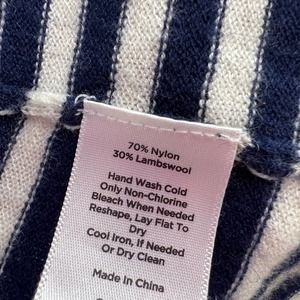 70% Nylon
30% Lambswool
Hand Wash Cold
Only Non-Chlorine
Bleach When Needed
Reshape, Lay Flat To
Dry
Cool Iron, If Needed
Or Dry Clean
Made In China